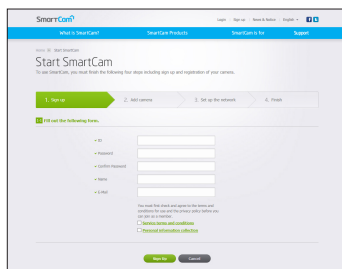 SmartCam
Login Sign up News & Notice English
What is SmartCam? SmartCam Products SmartCam is for Support
Home Start SmartCam
Start SmartCam
To use SmartCam, you must finish the following four steps including sign up and registration of your camera.
1. Sign up 2. Add camera 3. Set up the network 4. Finish
Fill out the following form.
ID
Password
Confirm Password
Name
E-Mail
You must first check and agree to the terms and
conditions for use and the privacy policy before you
can join as a member.
Service terms and conditions
Personal information collection
Sign Up Cancel